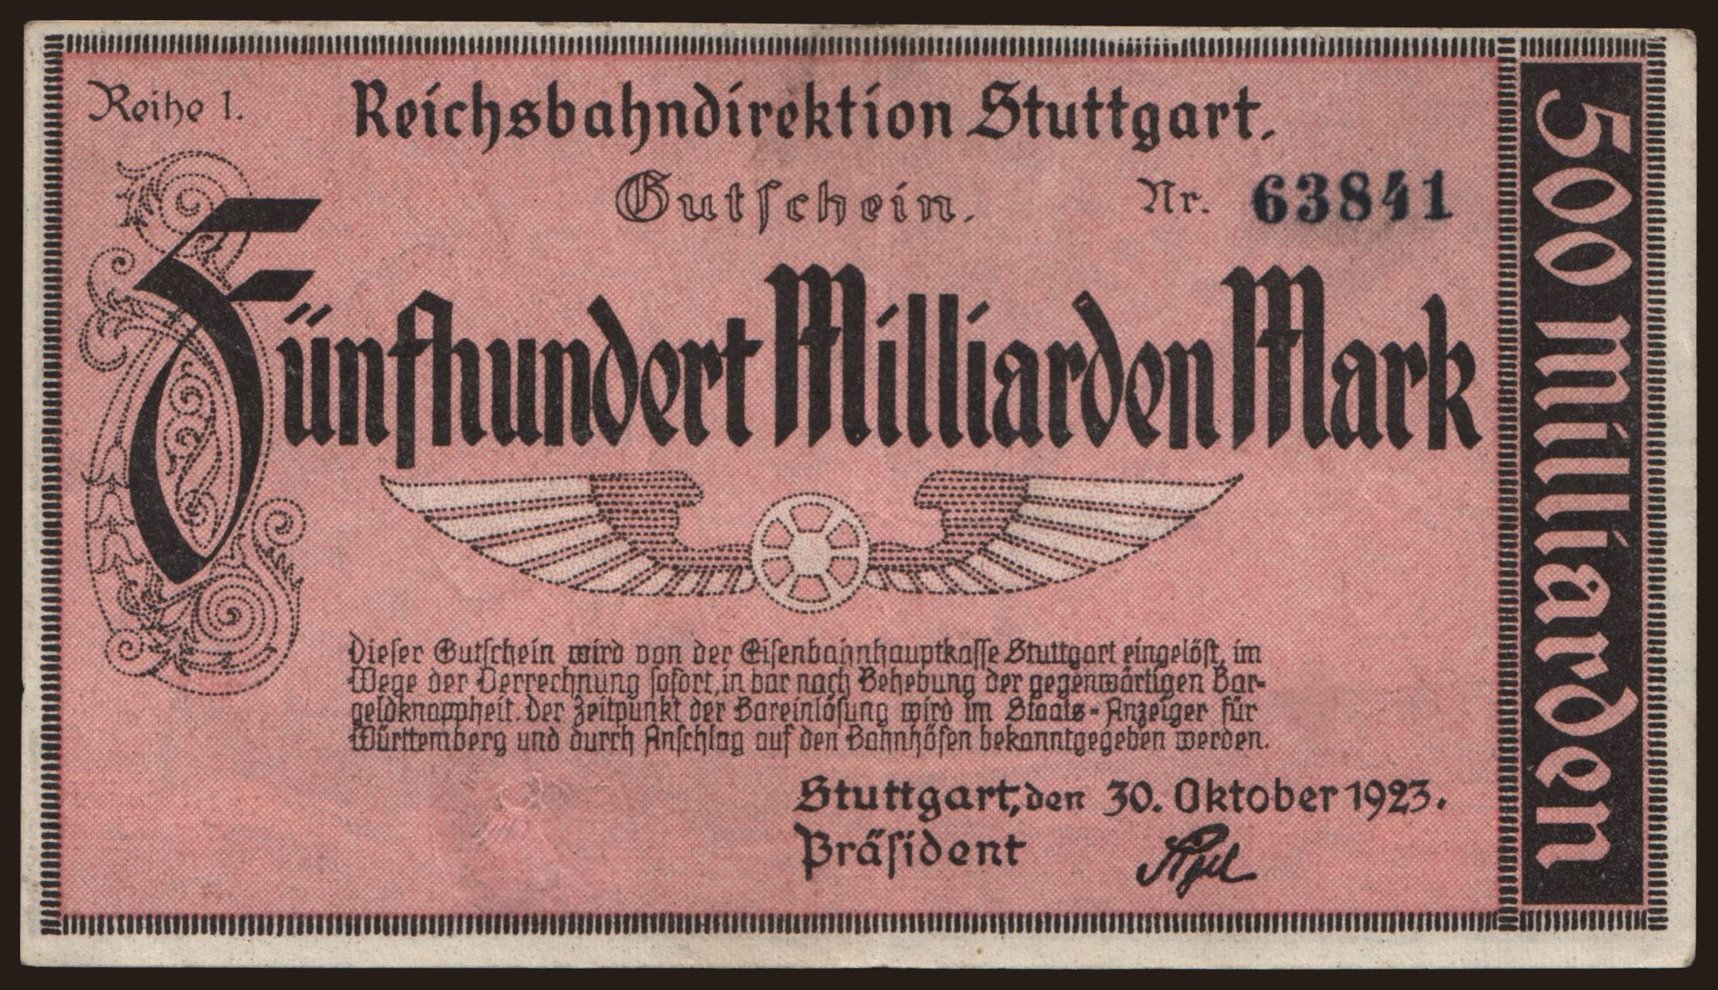 Reihe 1.
Reichsbahndirektion Stuttgart.
Gutschein.
Nr. 63841
Fünfhundert Milliarden Mark
Dieser Gutschein wird von der Eisenbahnhauptkasse Stuttgart eingelöst, im
Wege der Verrechnung sofort, in bar nach Behebung der gegenwärtigen Bar-
geldknappheit. Der Zeitpunkt der Bareinlösung wird im Staats-Anzeiger für
Württemberg und durch Anschlag auf den Bahnhöfen bekanntgegeben werden.
Stuttgart, den 30. Oktober 1923.
Präsident
500 Milliarden